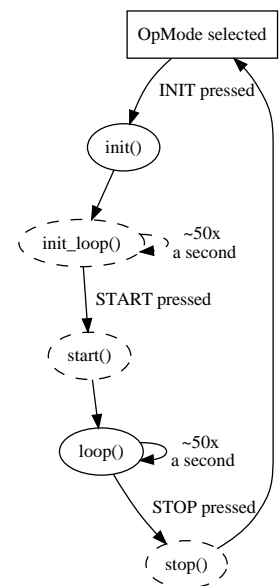 OpMode selected
INIT pressed
init()
init_loop()
~50x
a second
START pressed
start()
loop()
~50x
a second
STOP pressed
stop()